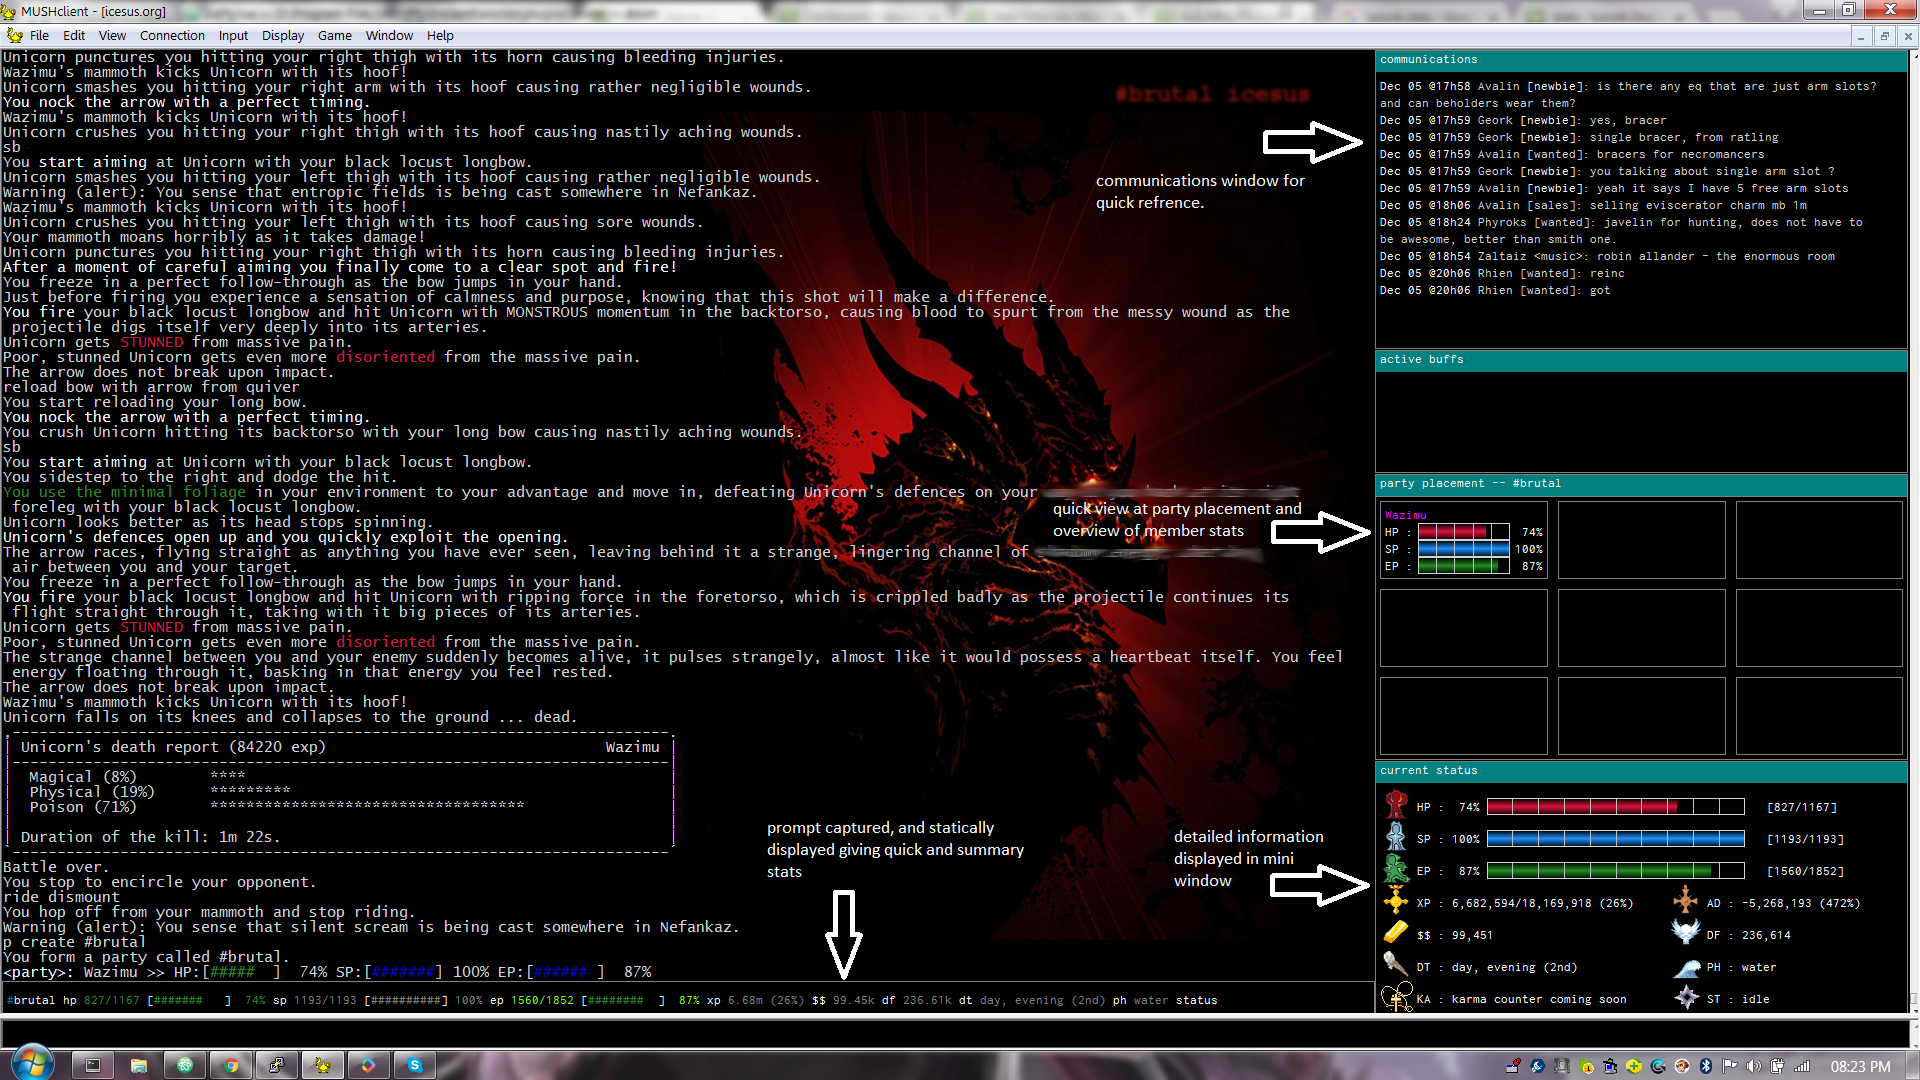 MUSHclient - [icesus.org]
File Edit View Connection Input Display Game Window Help
Unicorn punctures you hitting your right thigh with its horn causing bleeding injuries.
Wazimu's mammoth kicks Unicorn with its hoof!
Unicorn smashes you hitting your right arm with its hoof causing rather negligible wounds.
You nock the arrow with a perfect timing.
Wazimu's mammoth kicks Unicorn with its hoof!
Unicorn crushes you hitting your right thigh with its hoof causing nastily aching wounds.
sb
You start aiming at Unicorn with your black locust longbow.
Unicorn smashes you hitting your left thigh with its hoof causing rather negligible wounds.
Warning (alert): You sense that entropic fields is being cast somewhere in Nefankaz.
Wazimu's mammoth kicks Unicorn with its hoof!
Unicorn crushes you hitting your left thigh with its hoof causing sore wounds.
Your mammoth moans horribly as it takes damage!
Unicorn punctures you hitting your right thigh with its horn causing bleeding injuries.
After a moment of careful aiming you finally come to a clear spot and fire!
You freeze in a perfect follow-through as the bow jumps in your hand.
Just before firing you experience a sensation of calmness and purpose, knowing that this shot will make a difference.
You fire your black locust longbow and hit Unicorn with MONSTROUS momentum in the backtorso, causing blood to spurt from the messy wound as the
projectile digs itself very deeply into its arteries.
Unicorn gets STUNNED from massive pain.
Poor, stunned Unicorn gets even more disoriented from the massive pain.
The arrow does not break upon impact.
reload bow with arrow from quiver
You start reloading your long bow.
You nock the arrow with a perfect timing.
You crush Unicorn hitting its backtorso with your long bow causing nastily aching wounds.
sb
You start aiming at Unicorn with your black locust longbow.
You sidestep to the right and dodge the hit.
You use the minimal foliage in your environment to your advantage and move in, defeating Unicorn's defences on your
foreleg with your black locust longbow.
Unicorn looks better as its head stops spinning.
Unicorn's defences open up and you quickly exploit the opening.
The arrow races, flying straight as anything you have ever seen, leaving behind it a strange, lingering channel of
air between you and your target.
You freeze in a perfect follow-through as the bow jumps in your hand.
You fire your black locust longbow and hit Unicorn with ripping force in the foretorso, which is crippled badly as the projectile continues its
flight straight through it, taking with it big pieces of its arteries.
Unicorn gets STUNNED from massive pain.
Poor, stunned Unicorn gets even more disoriented from the massive pain.
The strange channel between you and your enemy suddenly becomes alive, it pulses strangely, almost like it would possess a heartbeat itself. You feel
energy floating through it, basking in that energy you feel rested.
The arrow does not break upon impact.
Wazimu's mammoth kicks Unicorn with its hoof!
Unicorn falls on its knees and collapses to the ground ... dead.
Unicorn's death report (84220 exp) Wazimu
Magical (8%) ****
Physical (19%) *********
Poison (71%) ***********************************
Duration of the kill: 1m 22s.
Battle over.
You stop to encircle your opponent.
ride dismount
You hop off from your mammoth and stop riding.
Warning (alert): You sense that silent scream is being cast somewhere in Nefankaz.
p create #brutal
You form a party called #brutal.
<party>: Wazimu >> HP:[##### ] 74% SP:[#######] 100% EP:[###### ] 87%
#brutal hp 827/1167 [####### ] 74% sp 1193/1193 [##########] 100% ep 1560/1852 [######## ] 87% xp 6.68m (26%) $$ 99.45k df 236.61k dt day, evening (2nd) ph water status
#brutal icesus
communications window for
quick refrence.
quick view at party placement and
overview of member stats
prompt captured, and statically
displayed giving quick and summary
stats
detailed information
displayed in mini
window
communications
Dec 05 @17h58 Avalin [newbie]: is there any eq that are just arm slots?
and can beholders wear them?
Dec 05 @17h59 Geork [newbie]: yes, bracer
Dec 05 @17h59 Geork [newbie]: single bracer, from ratling
Dec 05 @17h59 Avalin [wanted]: bracers for necromancers
Dec 05 @17h59 Geork [newbie]: you talking about single arm slot ?
Dec 05 @17h59 Avalin [newbie]: yeah it says I have 5 free arm slots
Dec 05 @18h06 Avalin [sales]: selling eviscerator charm mb 1m
Dec 05 @18h24 Phyroks [wanted]: javelin for hunting, does not have to
be awesome, better than smith one.
Dec 05 @18h54 Zaltaiz <music>: robin allander - the enormous room
Dec 05 @20h06 Rhien [wanted]: reinc
Dec 05 @20h06 Rhien [wanted]: got
active buffs
party placement -- #brutal
Wazimu
HP : 74%
SP : 100%
EP : 87%
current status
HP : 74% [827/1167]
SP : 100% [1193/1193]
EP : 87% [1560/1852]
XP : 6,682,594/18,169,918 (26%) AD : -5,268,193 (472%)
$$ : 99,451 DF : 236,614
DT : day, evening (2nd) PH : water
KA : karma counter coming soon ST : idle
08:23 PM